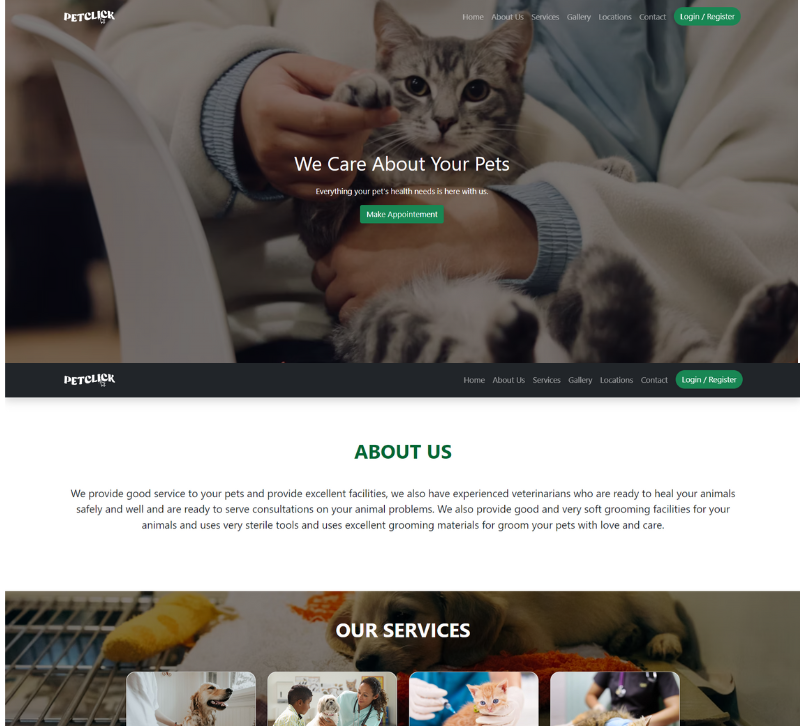 PETCLICK
Home About Us Services Gallery Locations Contact Login / Register
We Care About Your Pets
Everything your pet's health needs is here with us.
Make Appointement
PETCLICK
Home About Us Services Gallery Locations Contact Login / Register
ABOUT US
We provide good service to your pets and provide excellent facilities, we also have experienced veterinarians who are ready to heal your animals
safely and well and are ready to serve consultations on your animal problems. We also provide good and very soft grooming facilities for your
animals and uses very sterile tools and uses excellent grooming materials for groom your pets with love and care.
OUR SERVICES